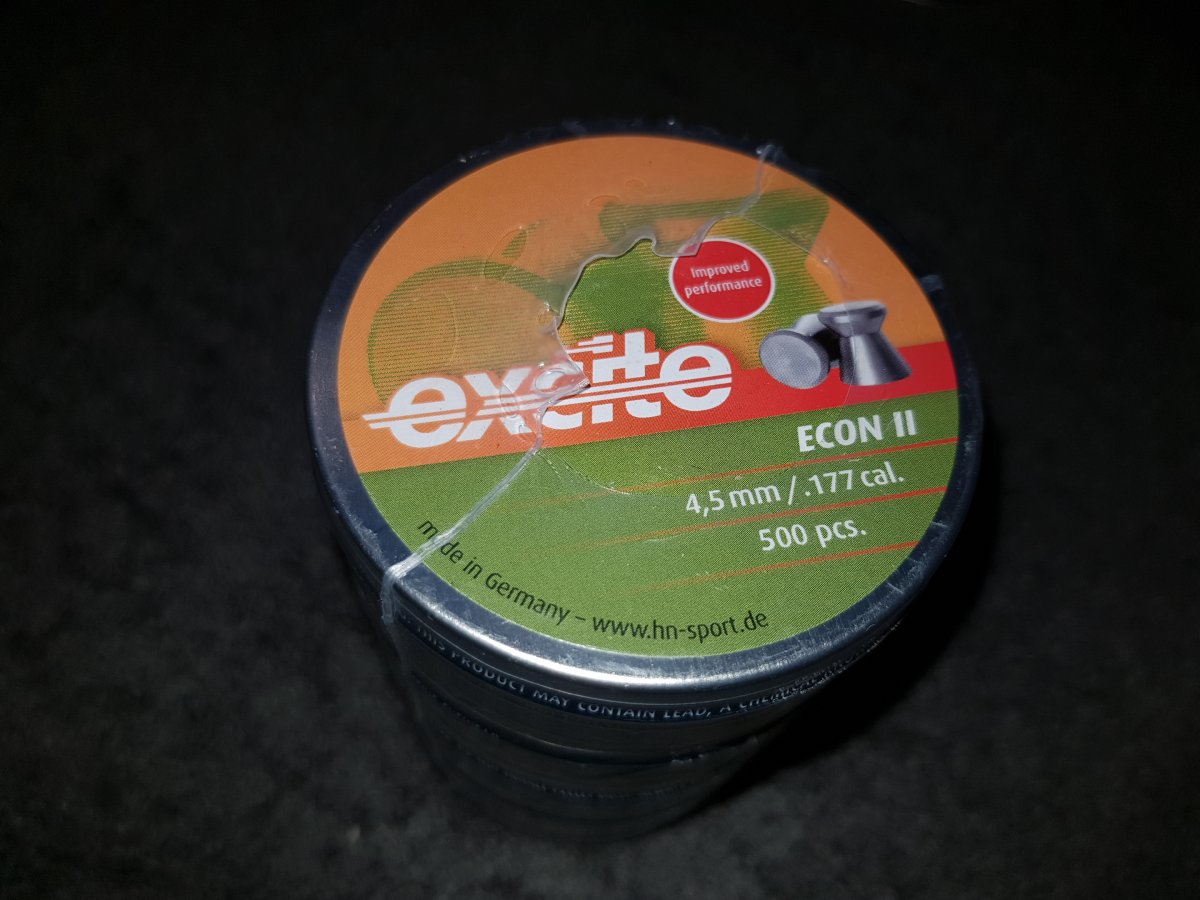 Improved
performance
excite
ECON II
4,5 mm / .177 cal.
500 pcs.
made in Germany – www.hn-sport.de
THIS PRODUCT MAY CONTAIN LEAD, A